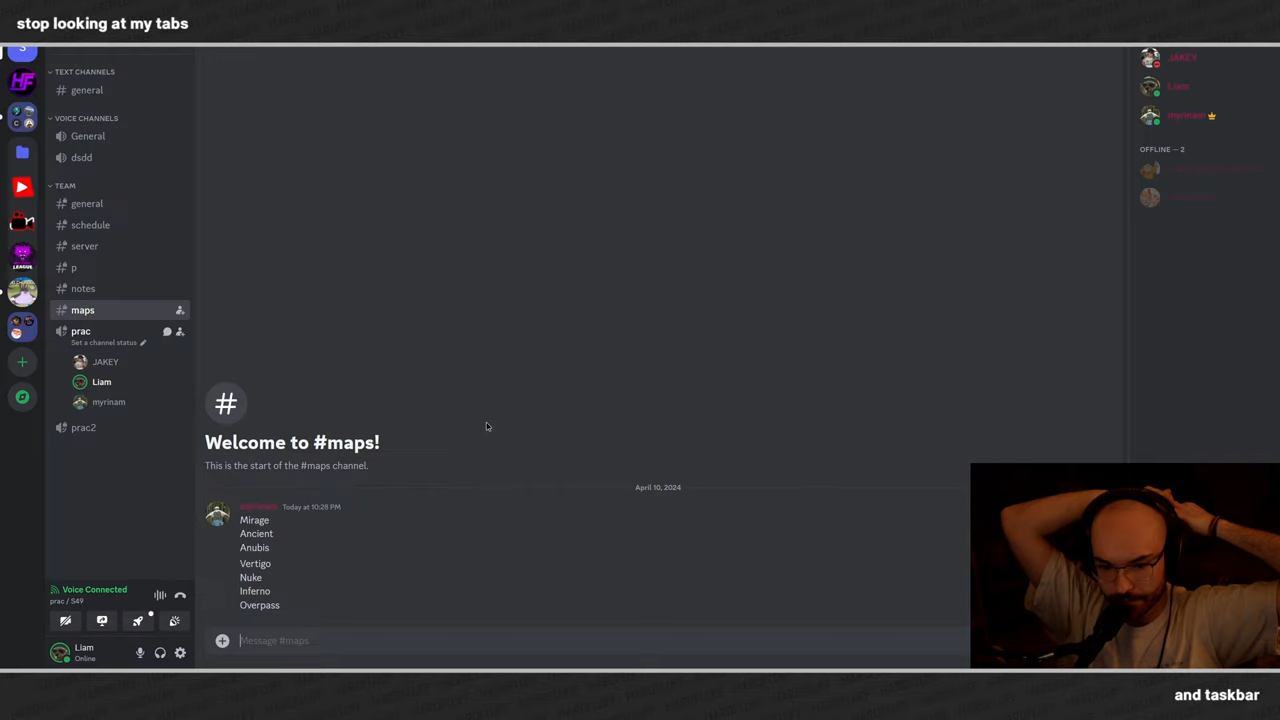 stop looking at my tabs
S
HF
LEAGUE
TEXT CHANNELS
general
VOICE CHANNELS
General
dsdd
TEAM
general
schedule
server
p
notes
maps
prac
Set a channel status
JAKEY
Liam
myrinam
prac2
Voice Connected
prac / S49
Liam
Online
#
Welcome to #maps!
This is the start of the #maps channel.
April 10, 2024
myrinam Today at 10:28 PM
Mirage
Ancient
Anubis
Vertigo
Nuke
Inferno
Overpass
Message #maps
JAKEY
Liam
myrinam
OFFLINE — 2
and taskbar